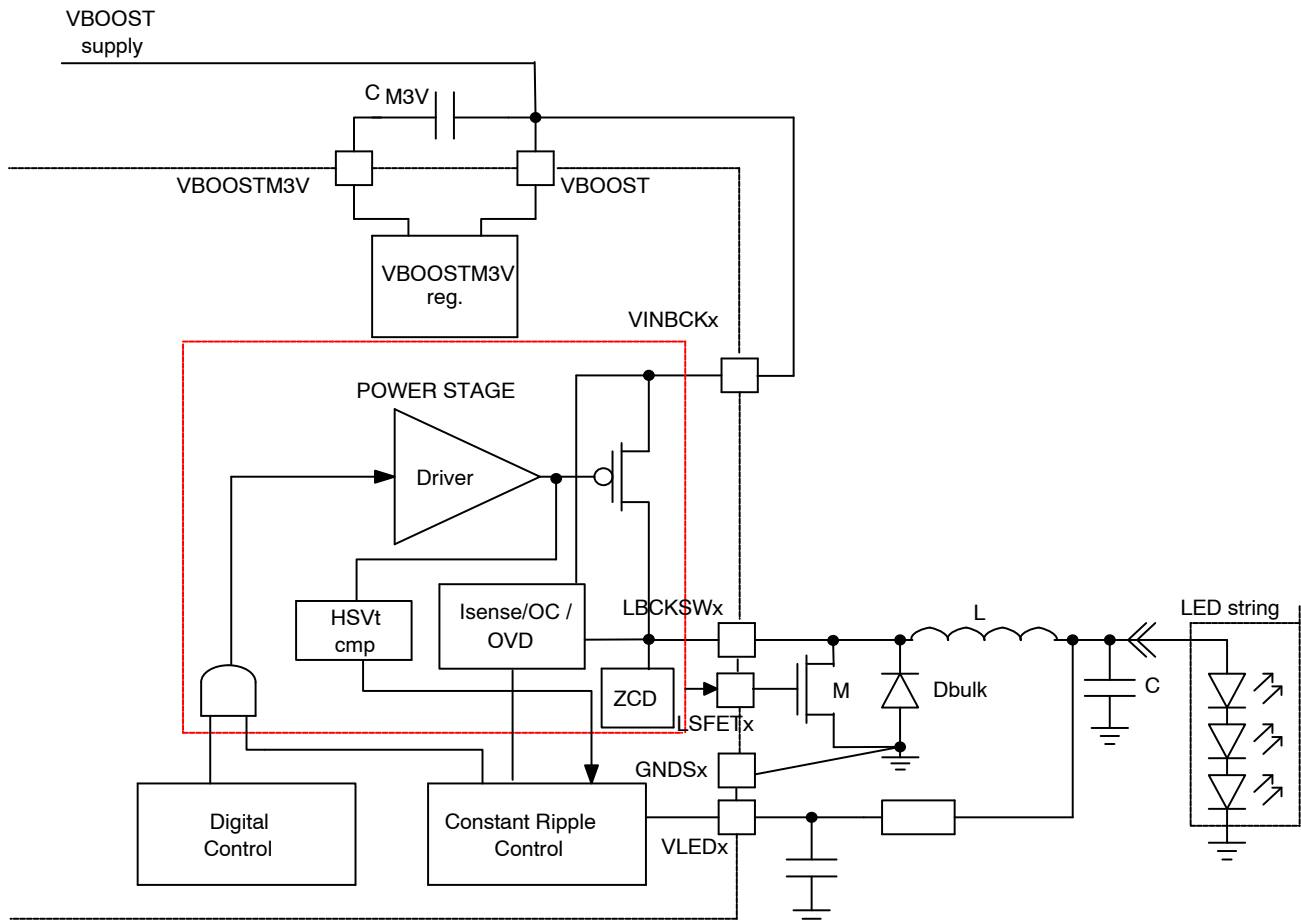 VBOOST
supply
C M3V
VBOOSTM3V
VBOOST
VBOOSTM3V
reg.
VINBCKx
POWER STAGE
Driver
HSVt
cmp
Isense/OC /
OVD
LBCKSWx
L
LED string
ZCD
M
Dbulk
C
LSFETx
GNDSx
Digital
Control
Constant Ripple
Control
VLEDx